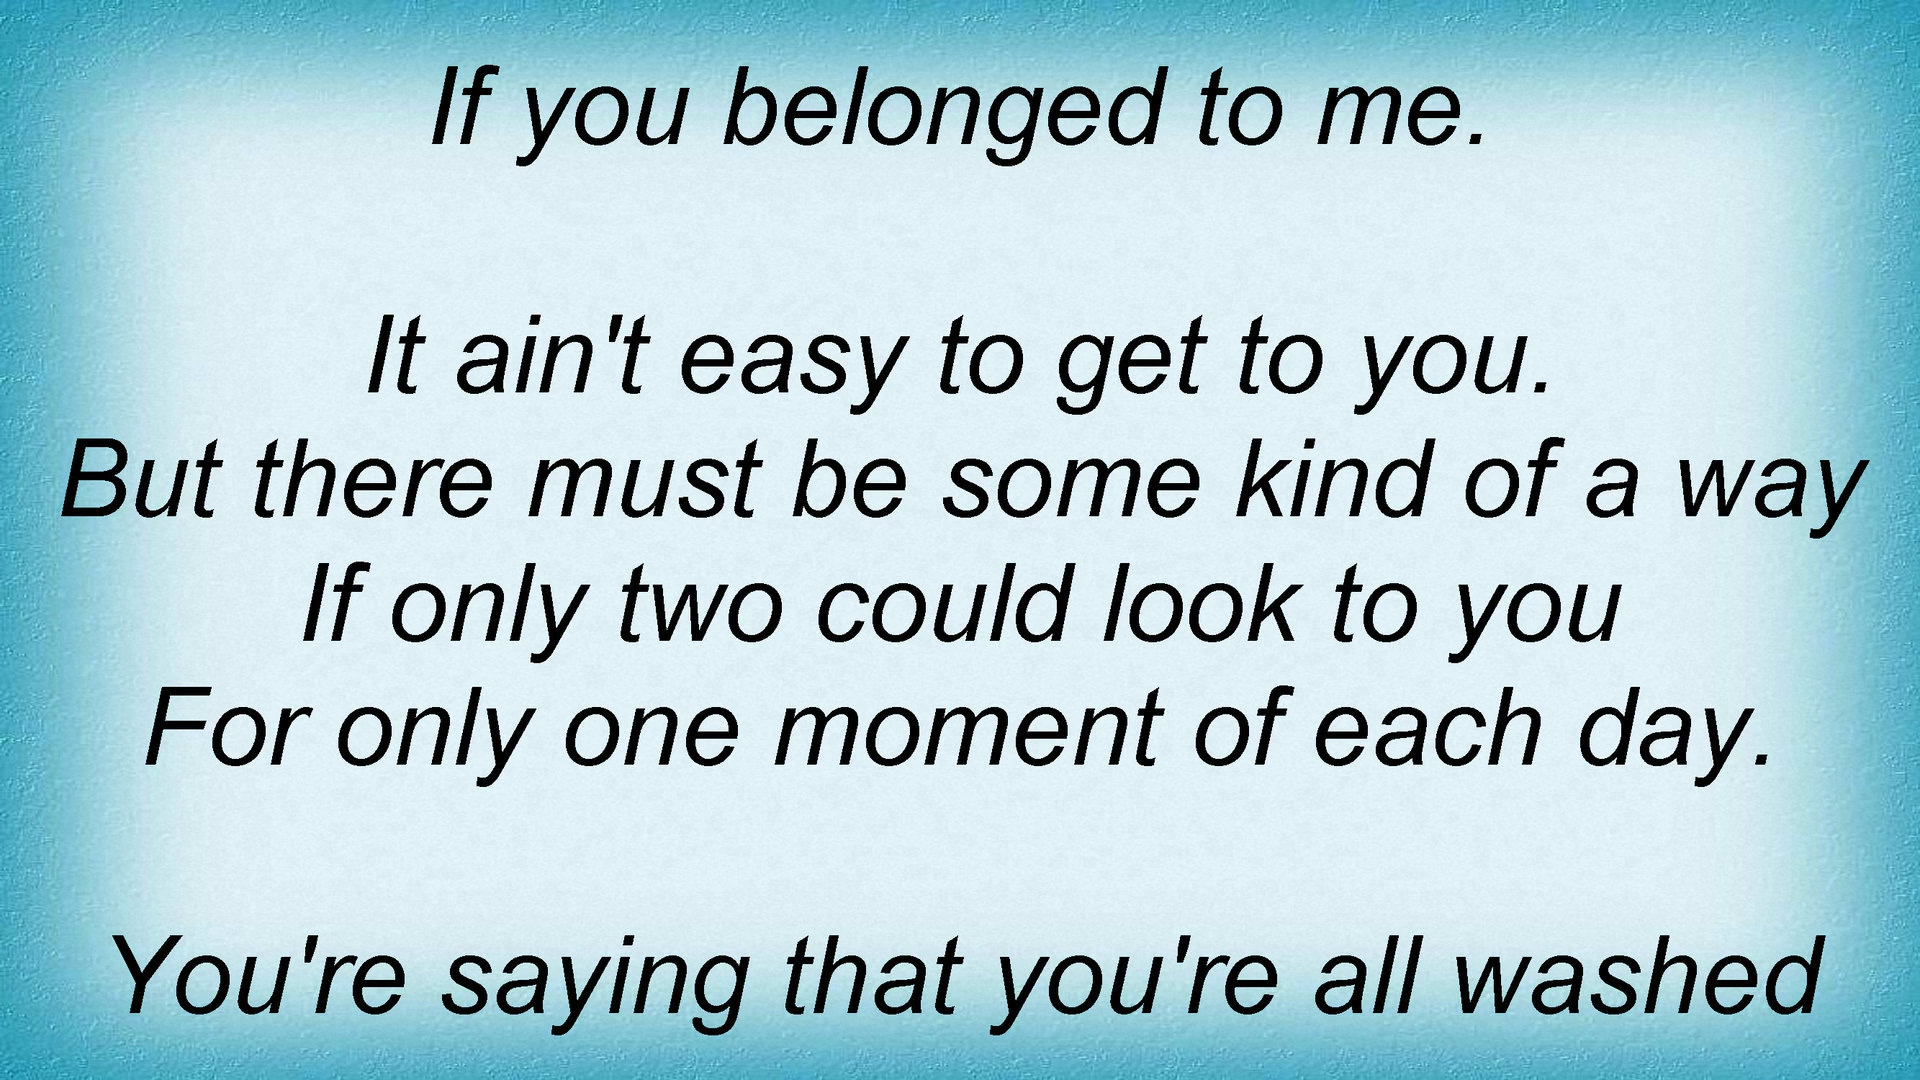 If you belonged to me.
It ain't easy to get to you.
But there must be some kind of a way
If only two could look to you
For only one moment of each day.
You're saying that you're all washed